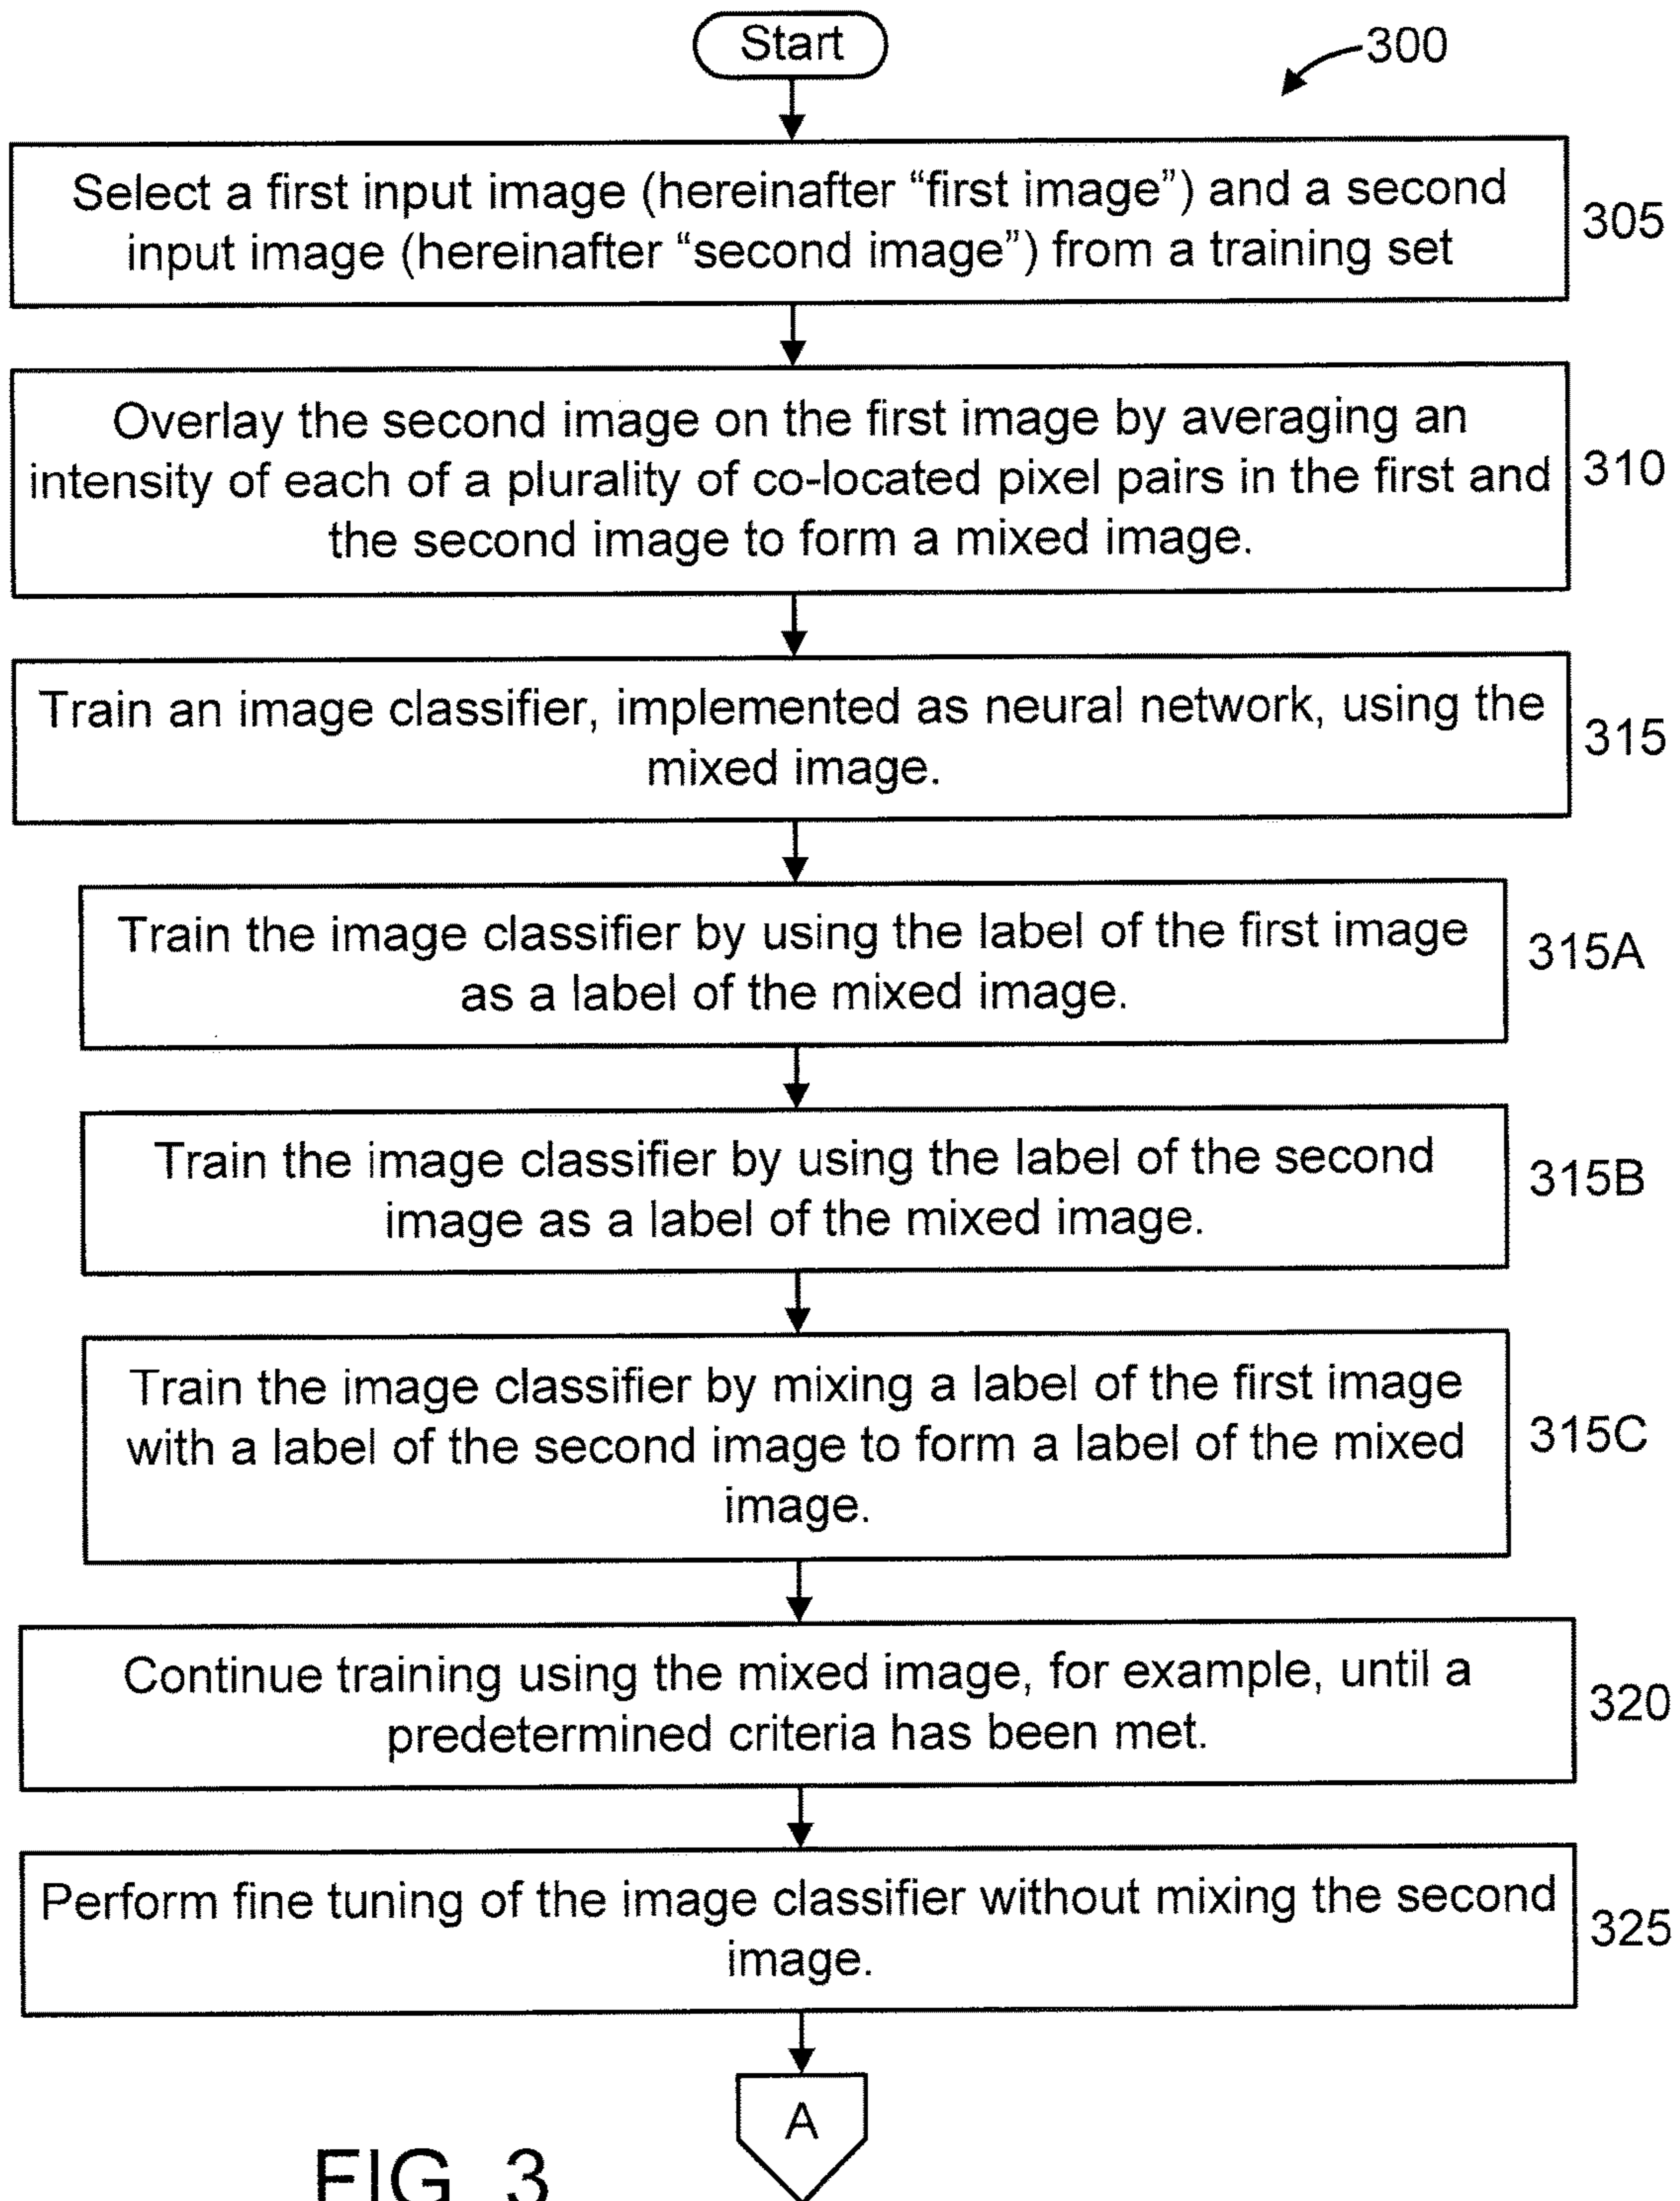 Start
300
Select a first input image (hereinafter “first image”) and a second
input image (hereinafter “second image”) from a training set
305
Overlay the second image on the first image by averaging an
intensity of each of a plurality of co-located pixel pairs in the first and
the second image to form a mixed image.
310
Train an image classifier, implemented as neural network, using the
mixed image.
315
Train the image classifier by using the label of the first image
as a label of the mixed image.
315A
Train the image classifier by using the label of the second
image as a label of the mixed image.
315B
Train the image classifier by mixing a label of the first image
with a label of the second image to form a label of the mixed
image.
315C
Continue training using the mixed image, for example, until a
predetermined criteria has been met.
320
Perform fine tuning of the image classifier without mixing the second
image.
325
A
FIG. 3